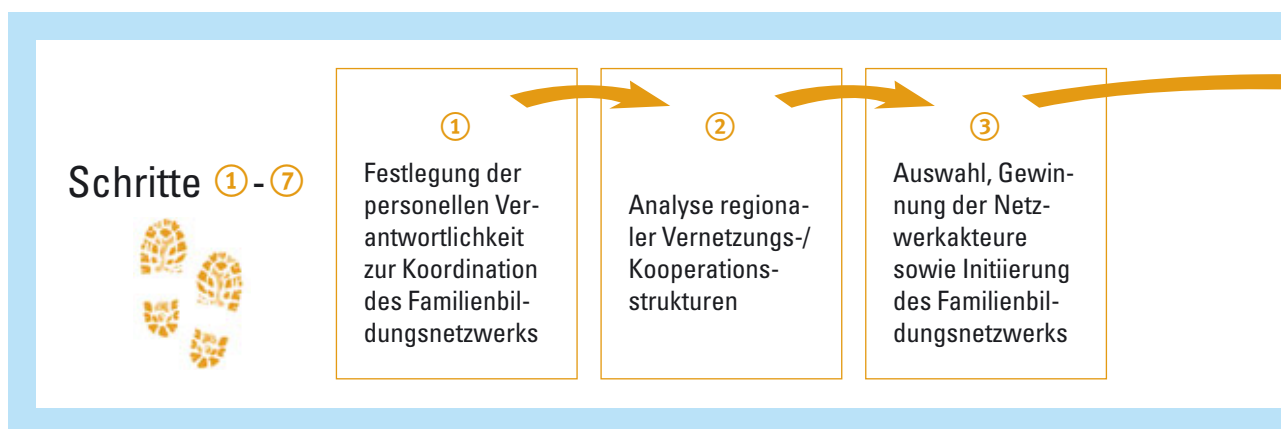 Schritte ① - ⑦
①
Festlegung der
personellen Ver-
antwortlichkeit
zur Koordination
des Familienbil-
dungsnetzwerks
②
Analyse regiona-
ler Vernetzungs-/
Kooperations-
strukturen
③
Auswahl, Gewin-
nung der Netz-
werkakteure
sowie Initiierung
des Familienbil-
dungsnetzwerks